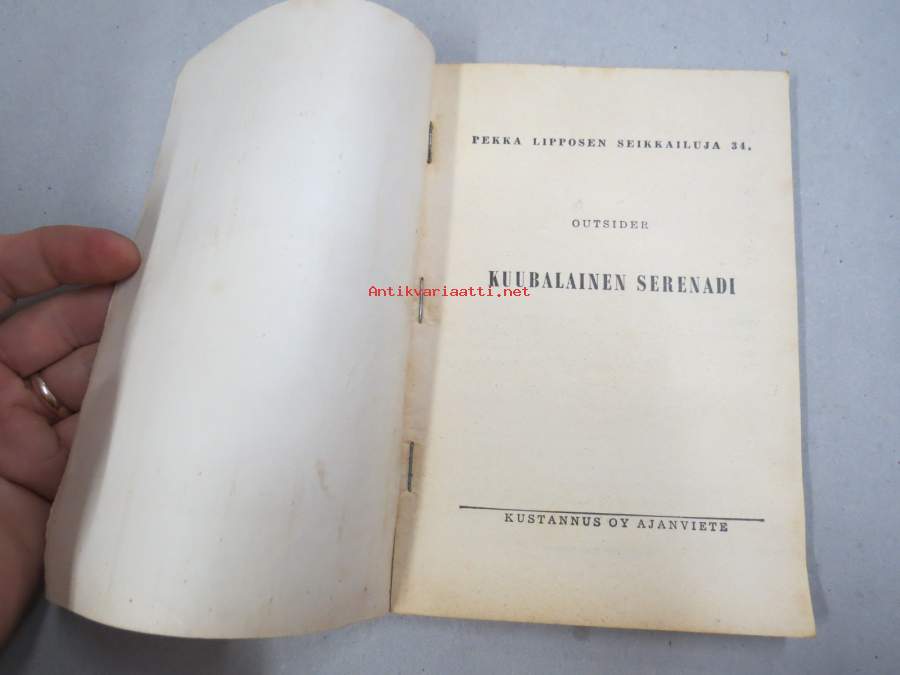 PEKKA LIPPOSEN SEIKKAILUJA 34.
OUTSIDER
KUUBALAINEN SERENADI
Antikvariaatti.net
KUSTANNUS OY AJANVIETE